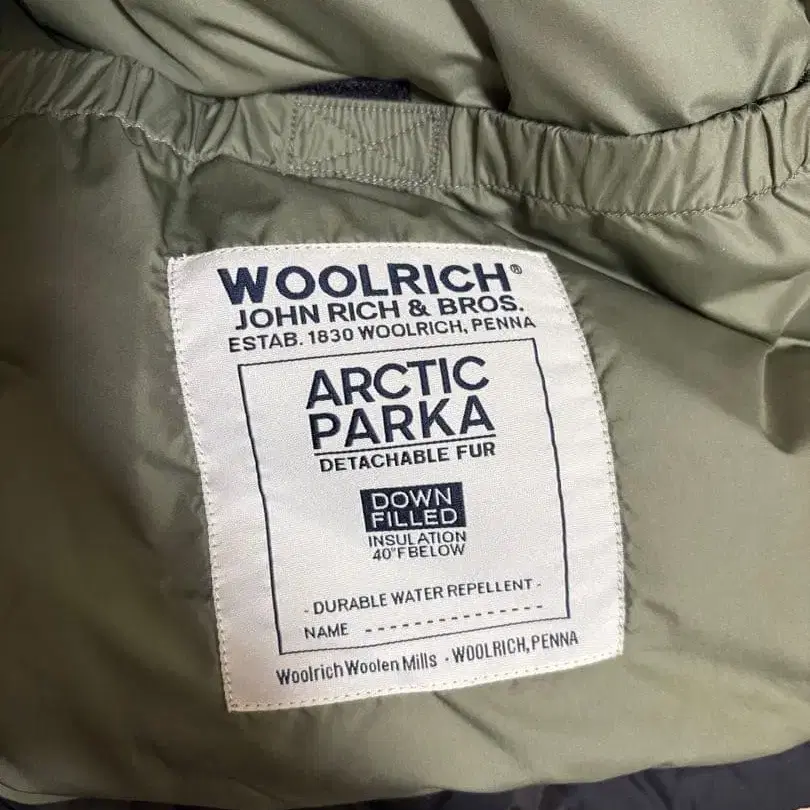 WOOLRICH®
JOHN RICH & BROS.
ESTAB. 1830 WOOLRICH, PENNA
ARCTIC
PARKA
DETACHABLE FUR
DOWN
FILLED
INSULATION
40°F BELOW
- DURABLE WATER REPELLENT -
NAME ---------------
Woolrich Woolen Mills - WOOLRICH, PENNA